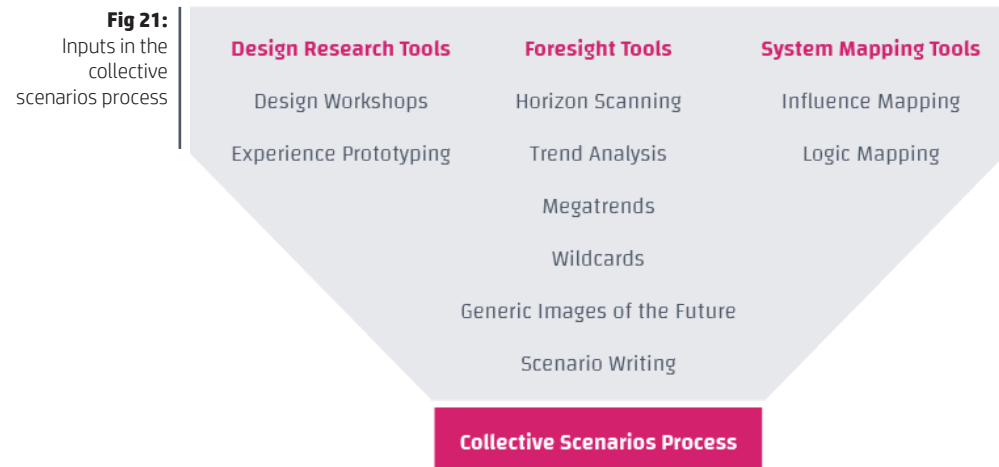 Fig 21:
Inputs in the
collective
scenarios process
Design Research Tools
Design Workshops
Experience Prototyping
Foresight Tools
Horizon Scanning
Trend Analysis
Megatrends
Wildcards
Generic Images of the Future
Scenario Writing
System Mapping Tools
Influence Mapping
Logic Mapping
Collective Scenarios Process